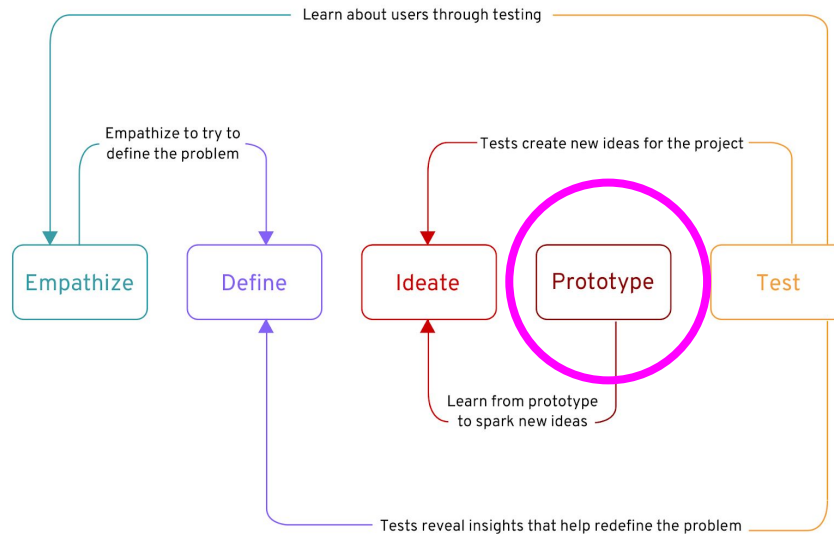 Learn about users through testing
Empathize to try to
define the problem
Tests create new ideas for the project
Empathize
Define
Ideate
Prototype
Test
Learn from prototype
to spark new ideas
Tests reveal insights that help redefine the problem